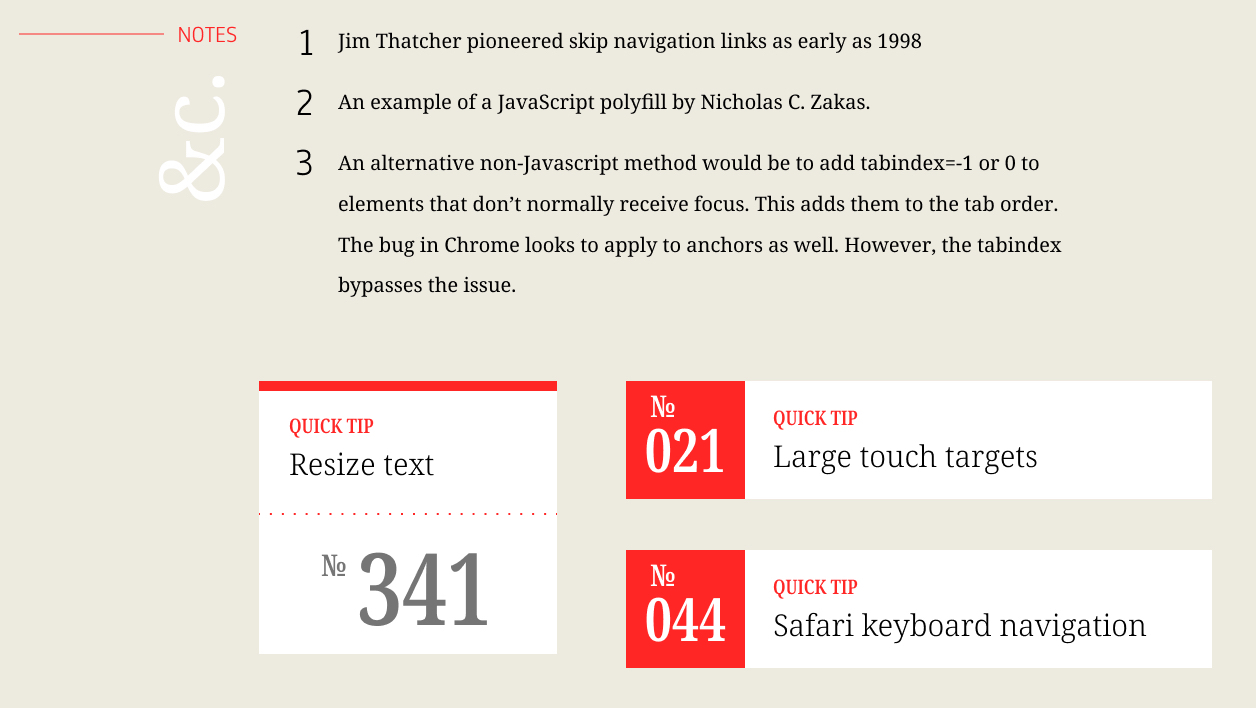 NOTES
&c.
1 Jim Thatcher pioneered skip navigation links as early as 1998
2 An example of a JavaScript polyfill by Nicholas C. Zakas.
3 An alternative non-Javascript method would be to add tabindex=-1 or 0 to
elements that don’t normally receive focus. This adds them to the tab order.
The bug in Chrome looks to apply to anchors as well. However, the tabindex
bypasses the issue.
QUICK TIP
Resize text
№ 341
№
021
QUICK TIP
Large touch targets
№
044
QUICK TIP
Safari keyboard navigation